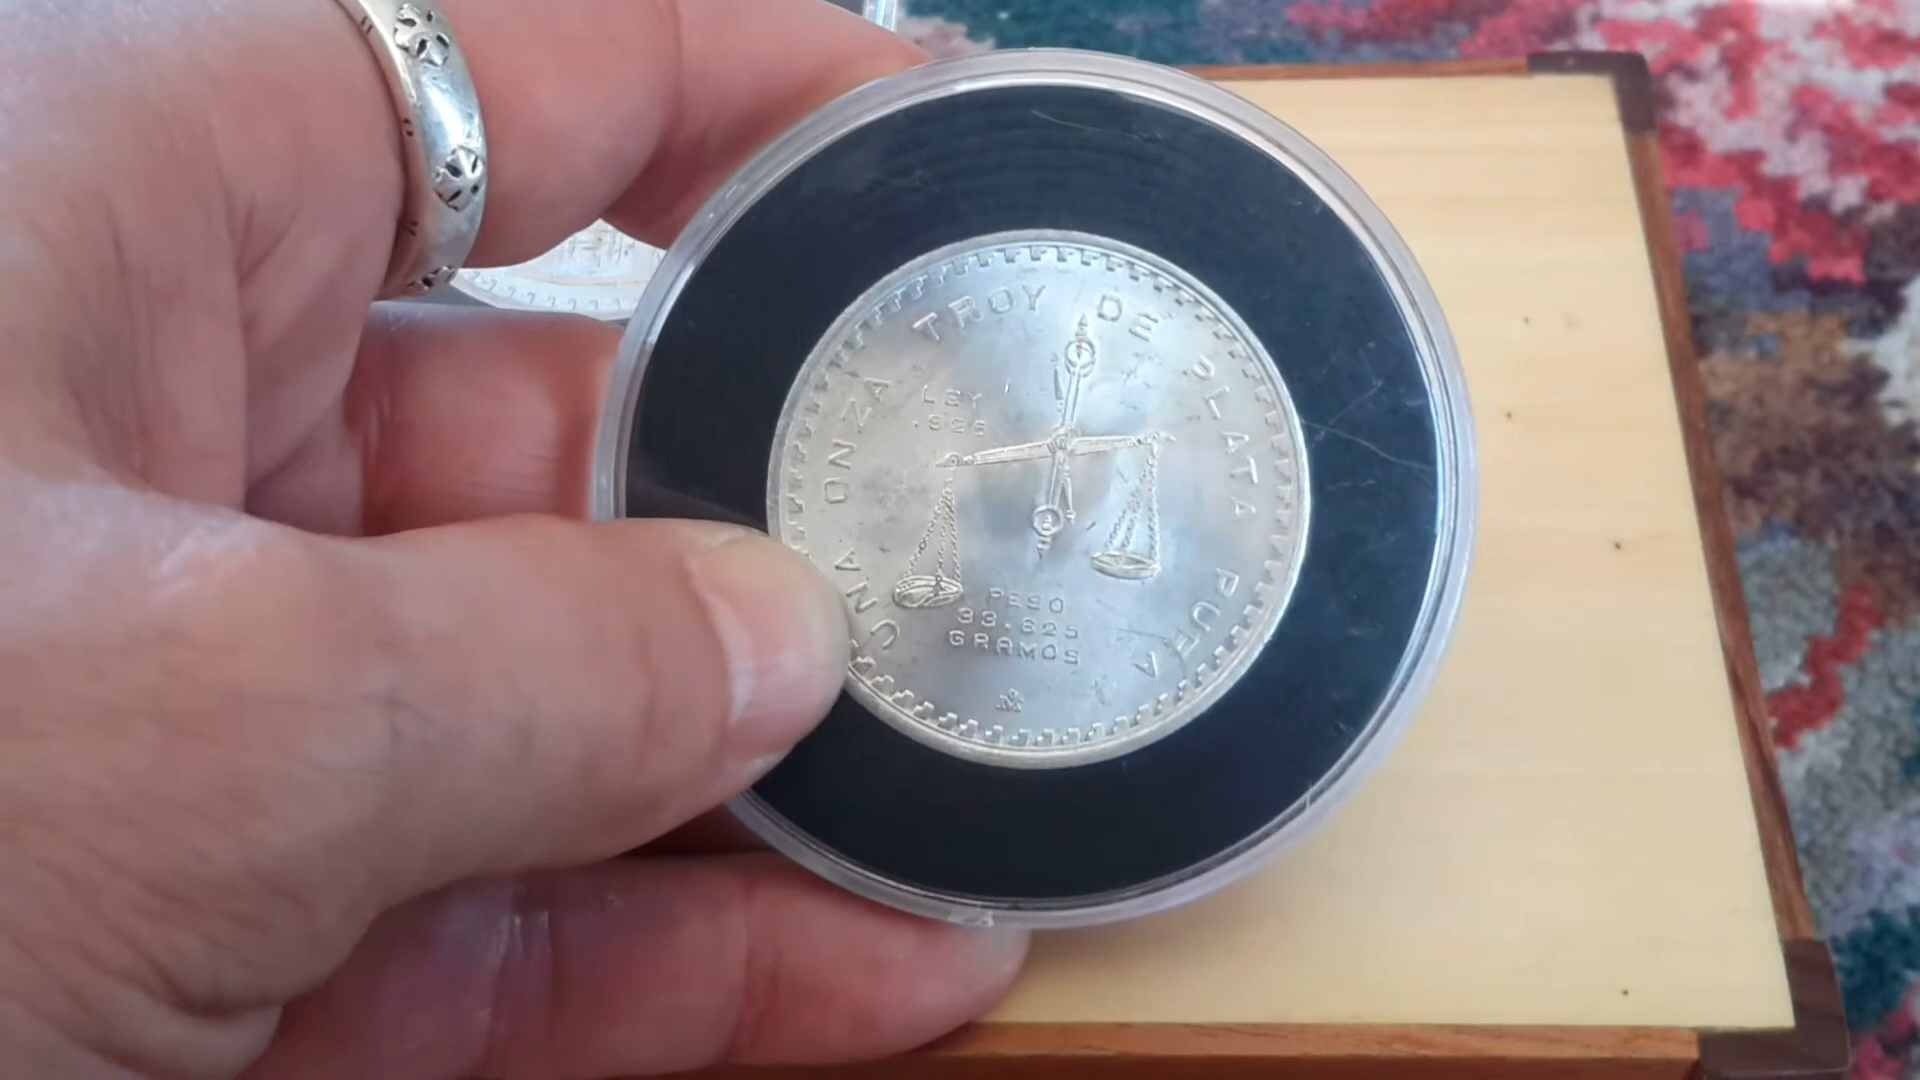 UNA ONZA TROY DE PLATA PURA
LEY
.925
PESO
33.625
GRAMOS